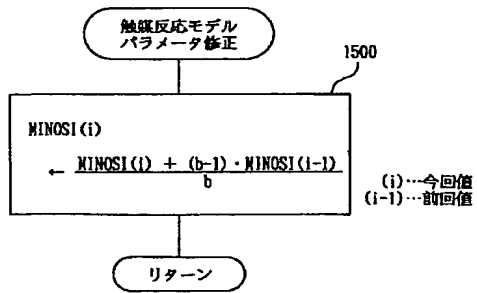 触媒反応モデル
パラメータ修正
1500
MINOSI(i)
← MINOSI(i) + (b-1)・MINOSI(i-1)
b
(i)…今回値
(i-1)…前回値
リターン